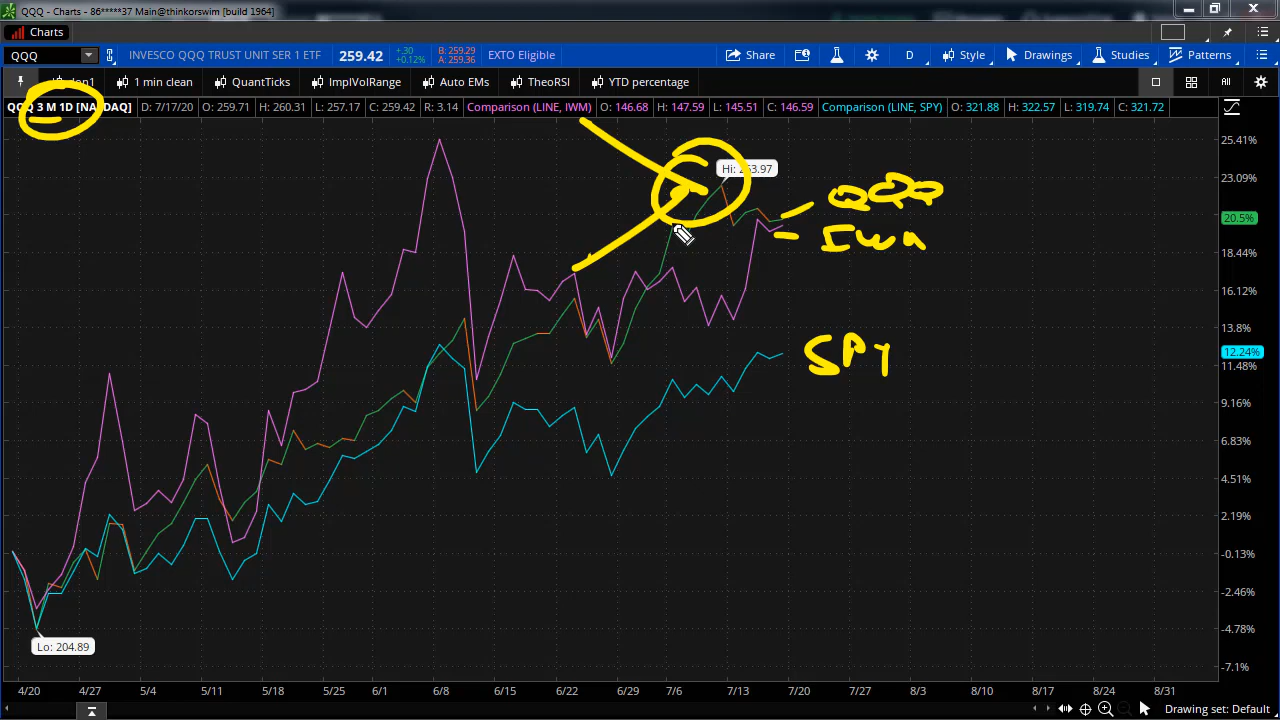 QQQ - Charts - 86*****37 Main@thinkorswim [build 1964]
Charts
QQQ INVESCO QQQ TRUST UNIT SER 1 ETF 259.42 +.30 +0.12% B: 259.29 A: 259.36 EXTO Eligible Share D Style Drawings Studies Patterns
1 min clean QuantTicks ImplVolRange Auto EMs TheoRSI YTD percentage
QQQ 3 M 1D [NASDAQ] D: 7/17/20 O: 259.71 H: 260.31 L: 257.17 C: 259.42 R: 3.14 Comparison (LINE, IWM) O: 146.68 H: 147.59 L: 145.51 C: 146.59 Comparison (LINE, SPY) O: 321.88 H: 322.57 L: 319.74 C: 321.72
25.41%
Hi: 263.97
23.09%
QQQ
20.5%
IWM
18.44%
16.12%
13.8%
SPY
12.24%
11.48%
9.16%
6.83%
4.51%
2.19%
-0.13%
-2.46%
-4.78%
Lo: 204.89
-7.1%
4/20 4/27 5/4 5/11 5/18 5/25 6/1 6/8 6/15 6/22 6/29 7/6 7/13 7/20 7/27 8/3 8/10 8/17 8/24 8/31
Drawing set: Default